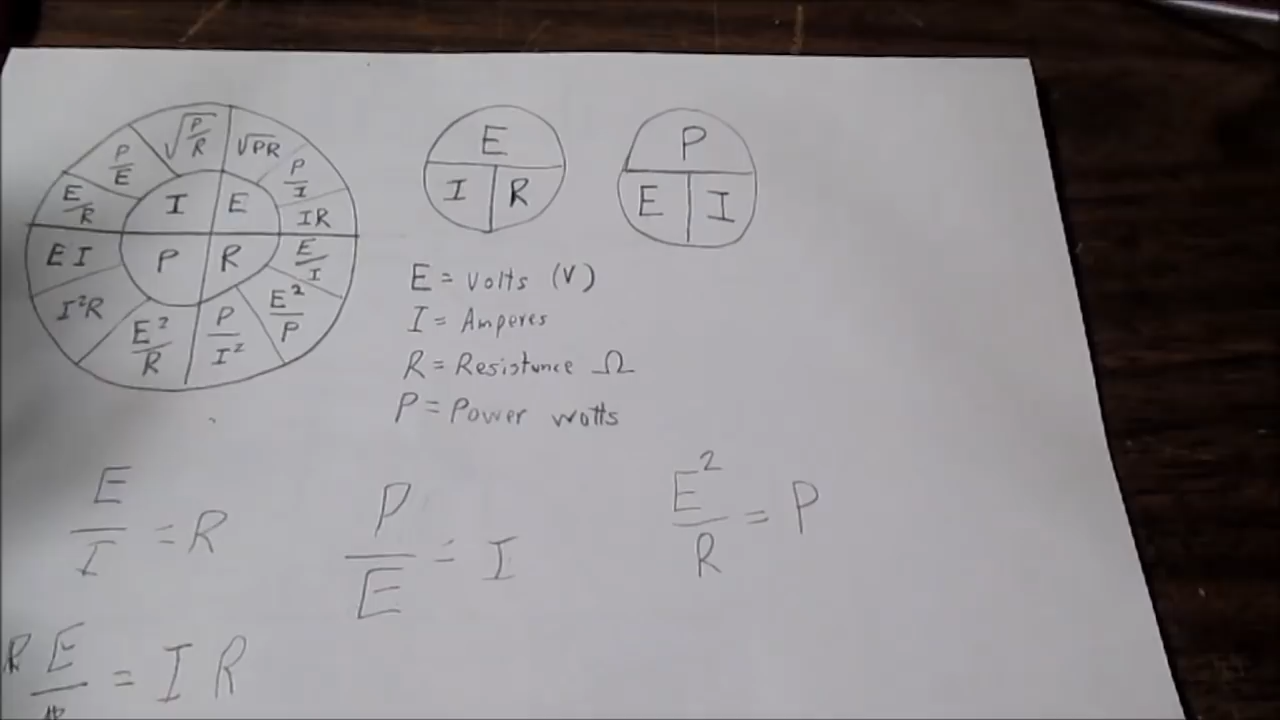 √P/R
√PR
P/E
P/I
E/R
I
E
IR
EI
P
R
E/I
I²R
E²/R
P/I²
E²/P
E
I R
P
E I
E = volts (V)
I = Amperes
R = Resistance Ω
P = Power watts
E/I = R
P/E = I
E²/R = P
R E/R = I R